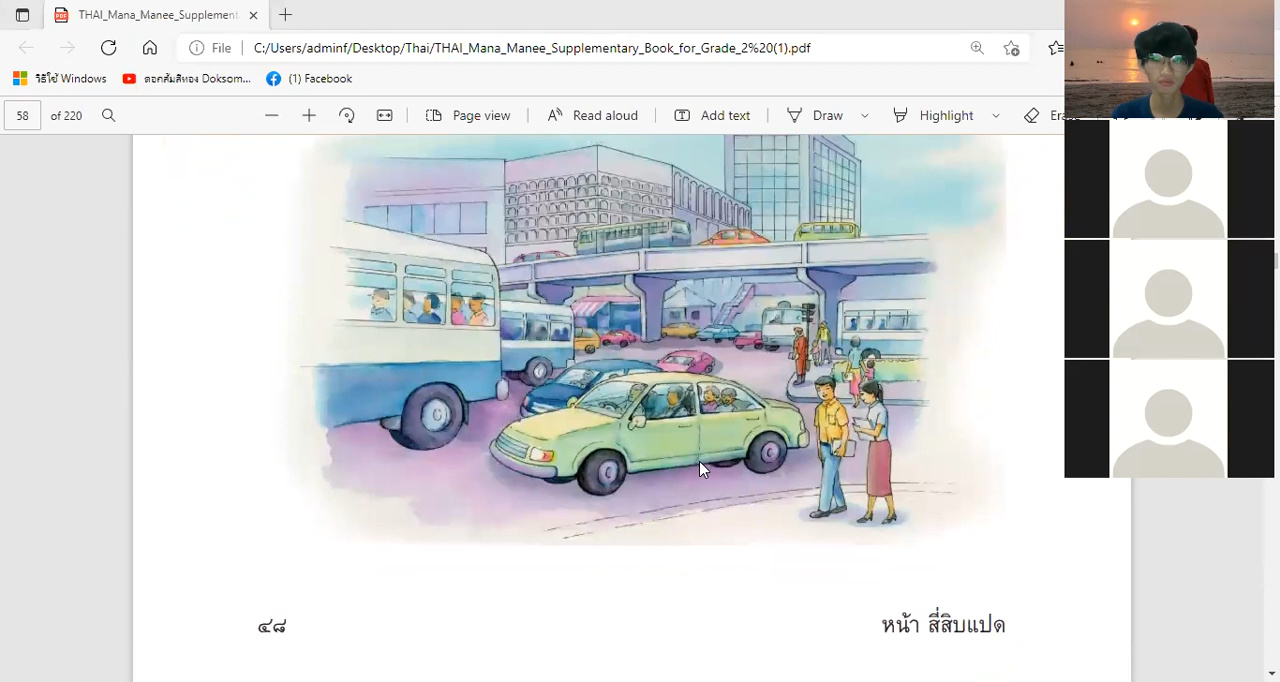 THAI_Mana_Manee_Supplement
File C:/Users/adminf/Desktop/Thai/THAI_Mana_Manee_Supplementary_Book_for_Grade_2%20(1).pdf
วิธีใช้ Windows ดอกส้มสีทอง Doksom... (1) Facebook
58 of 220 Page view Read aloud Add text Draw Highlight
๔๘ หน้า สี่สิบแปด